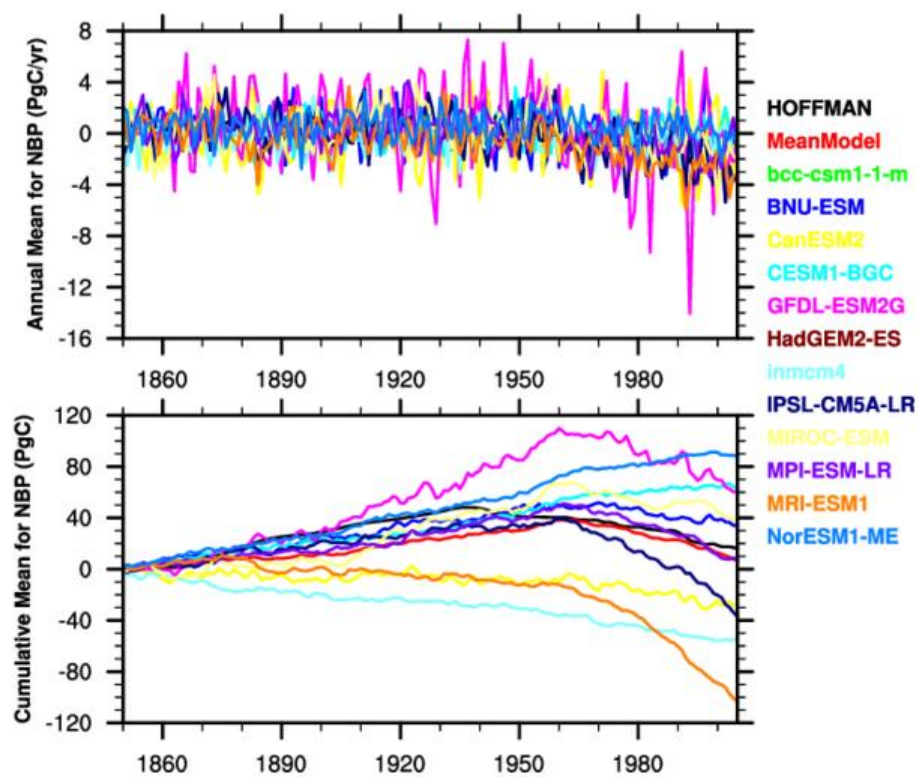 Annual Mean for NBP (PgC/yr)
8
4
0
-4
-8
-12
-16
1860
1890
1920
1950
1980
Cumulative Mean for NBP (PgC)
120
80
40
0
-40
-80
-120
1860
1890
1920
1950
1980
HOFFMAN
MeanModel
bcc-csm1-1-m
BNU-ESM
CanESM2
CESM1-BGC
GFDL-ESM2G
HadGEM2-ES
inmcm4
IPSL-CM5A-LR
MIROC-ESM
MPI-ESM-LR
MRI-ESM1
NorESM1-ME